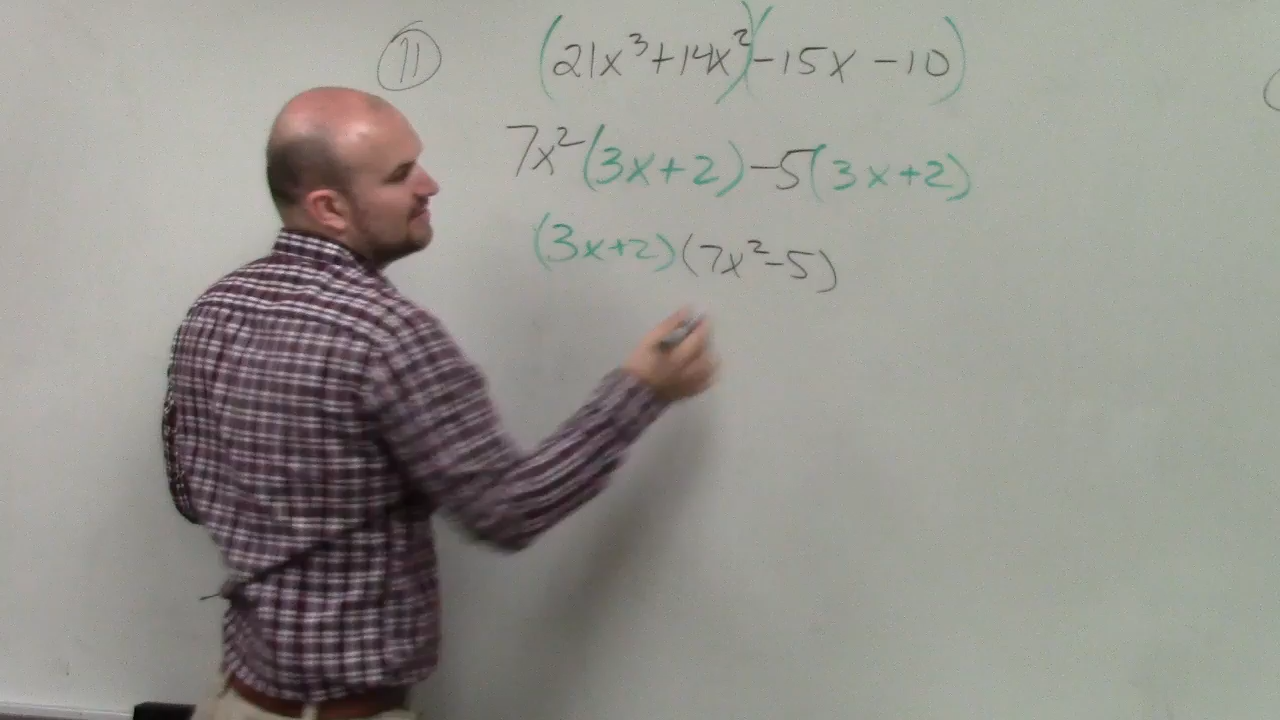 11 (21x³+14x²)(-15x-10)
7x²(3x+2)-5(3x+2)
(3x+2)(7x²-5)